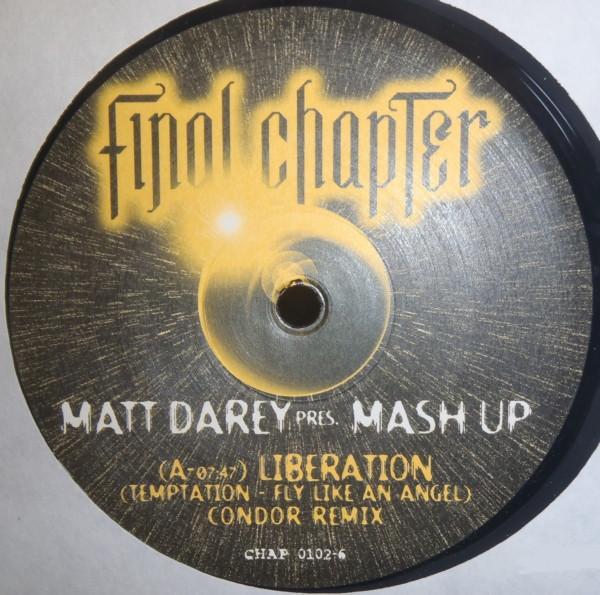 Final Chapter
MATT DAREY PRES. MASH UP
(A-07:47) LIBERATION
(TEMPTATION - FLY LIKE AN ANGEL)
CONDOR REMIX
CHAP 0102-6